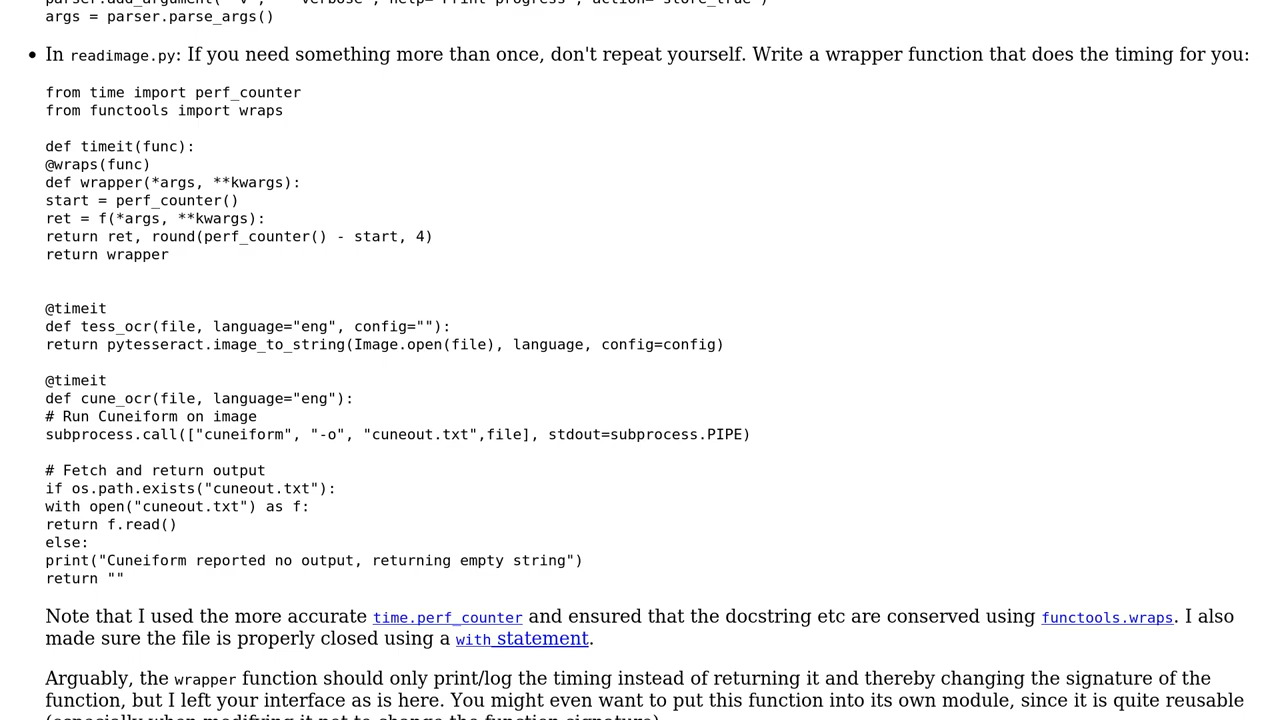 args = parser.parse_args()
• In readimage.py: If you need something more than once, don't repeat yourself. Write a wrapper function that does the timing for you:
from time import perf_counter
from functools import wraps
def timeit(func):
@wraps(func)
def wrapper(*args, **kwargs):
start = perf_counter()
ret = f(*args, **kwargs):
return ret, round(perf_counter() - start, 4)
return wrapper
@timeit
def tess_ocr(file, language="eng", config=""):
return pytesseract.image_to_string(Image.open(file), language, config=config)
@timeit
def cune_ocr(file, language="eng"):
# Run Cuneiform on image
subprocess.call(["cuneiform", "-o", "cuneout.txt",file], stdout=subprocess.PIPE)
# Fetch and return output
if os.path.exists("cuneout.txt"):
with open("cuneout.txt") as f:
return f.read()
else:
print("Cuneiform reported no output, returning empty string")
return ""
Note that I used the more accurate time.perf_counter and ensured that the docstring etc are conserved using functools.wraps. I also
made sure the file is properly closed using a with statement.
Arguably, the wrapper function should only print/log the timing instead of returning it and thereby changing the signature of the
function, but I left your interface as is here. You might even want to put this function into its own module, since it is quite reusable
(especially when modifying it not to change the function signature).